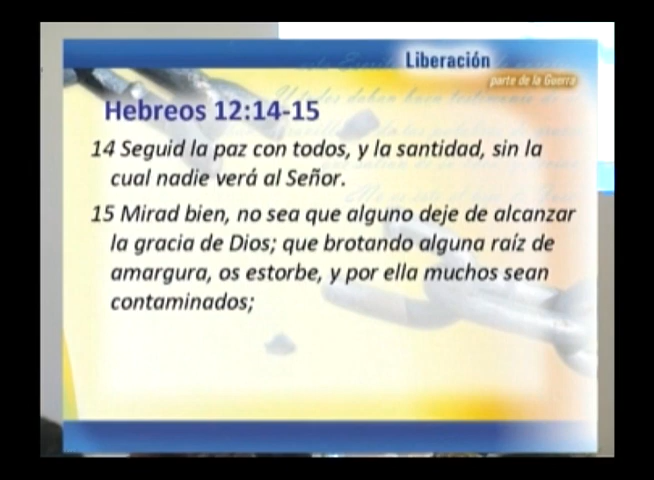 Liberación
parte de la Guerra
Hebreos 12:14-15
14 Seguid la paz con todos, y la santidad, sin la
cual nadie verá al Señor.
15 Mirad bien, no sea que alguno deje de alcanzar
la gracia de Dios; que brotando alguna raíz de
amargura, os estorbe, y por ella muchos sean
contaminados;